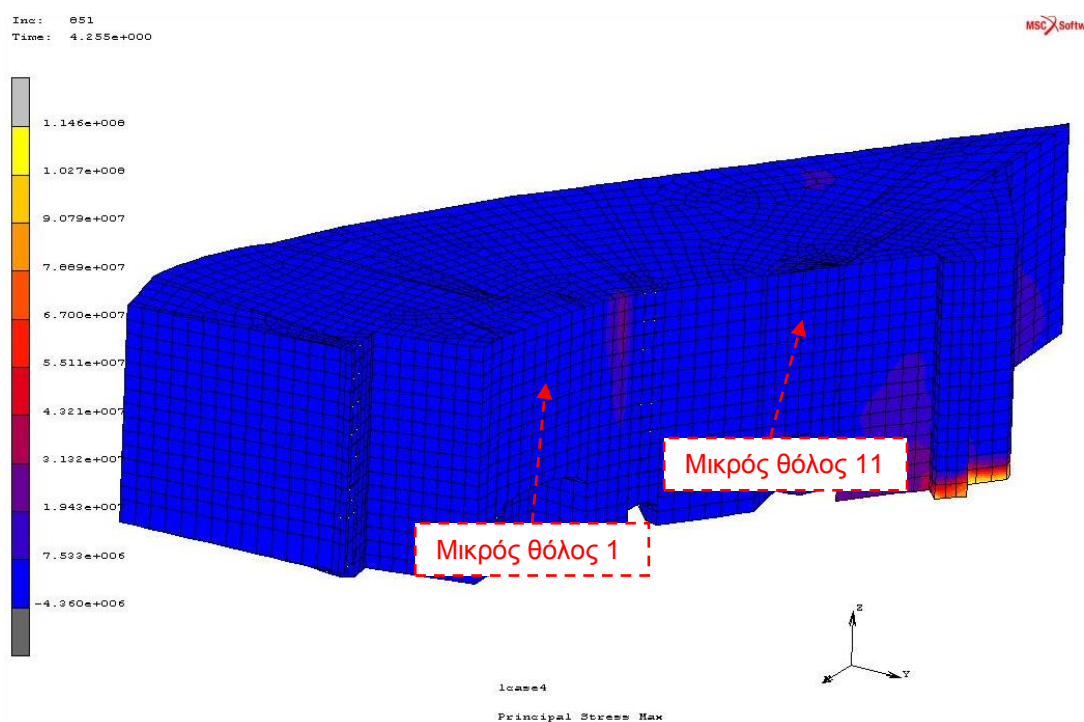 Inc: 851
Time: 4.255e+000
MSC Softw
1.146e+008
1.027e+008
9.079e+007
7.889e+007
6.700e+007
5.511e+007
4.321e+007
3.132e+007
1.943e+007
7.533e+006
-4.360e+006
Μικρός θόλος 11
Μικρός θόλος 1
Z
Y
lcase4
Principal Stress Max